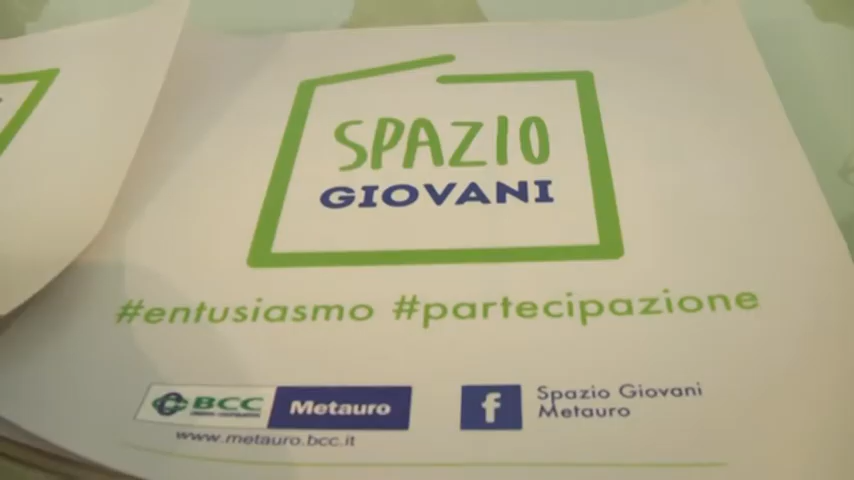 SPAZIO
GIOVANI
#entusiasmo #partecipazione
BCC Metauro
www.metauro.bcc.it
f Spazio Giovani
Metauro